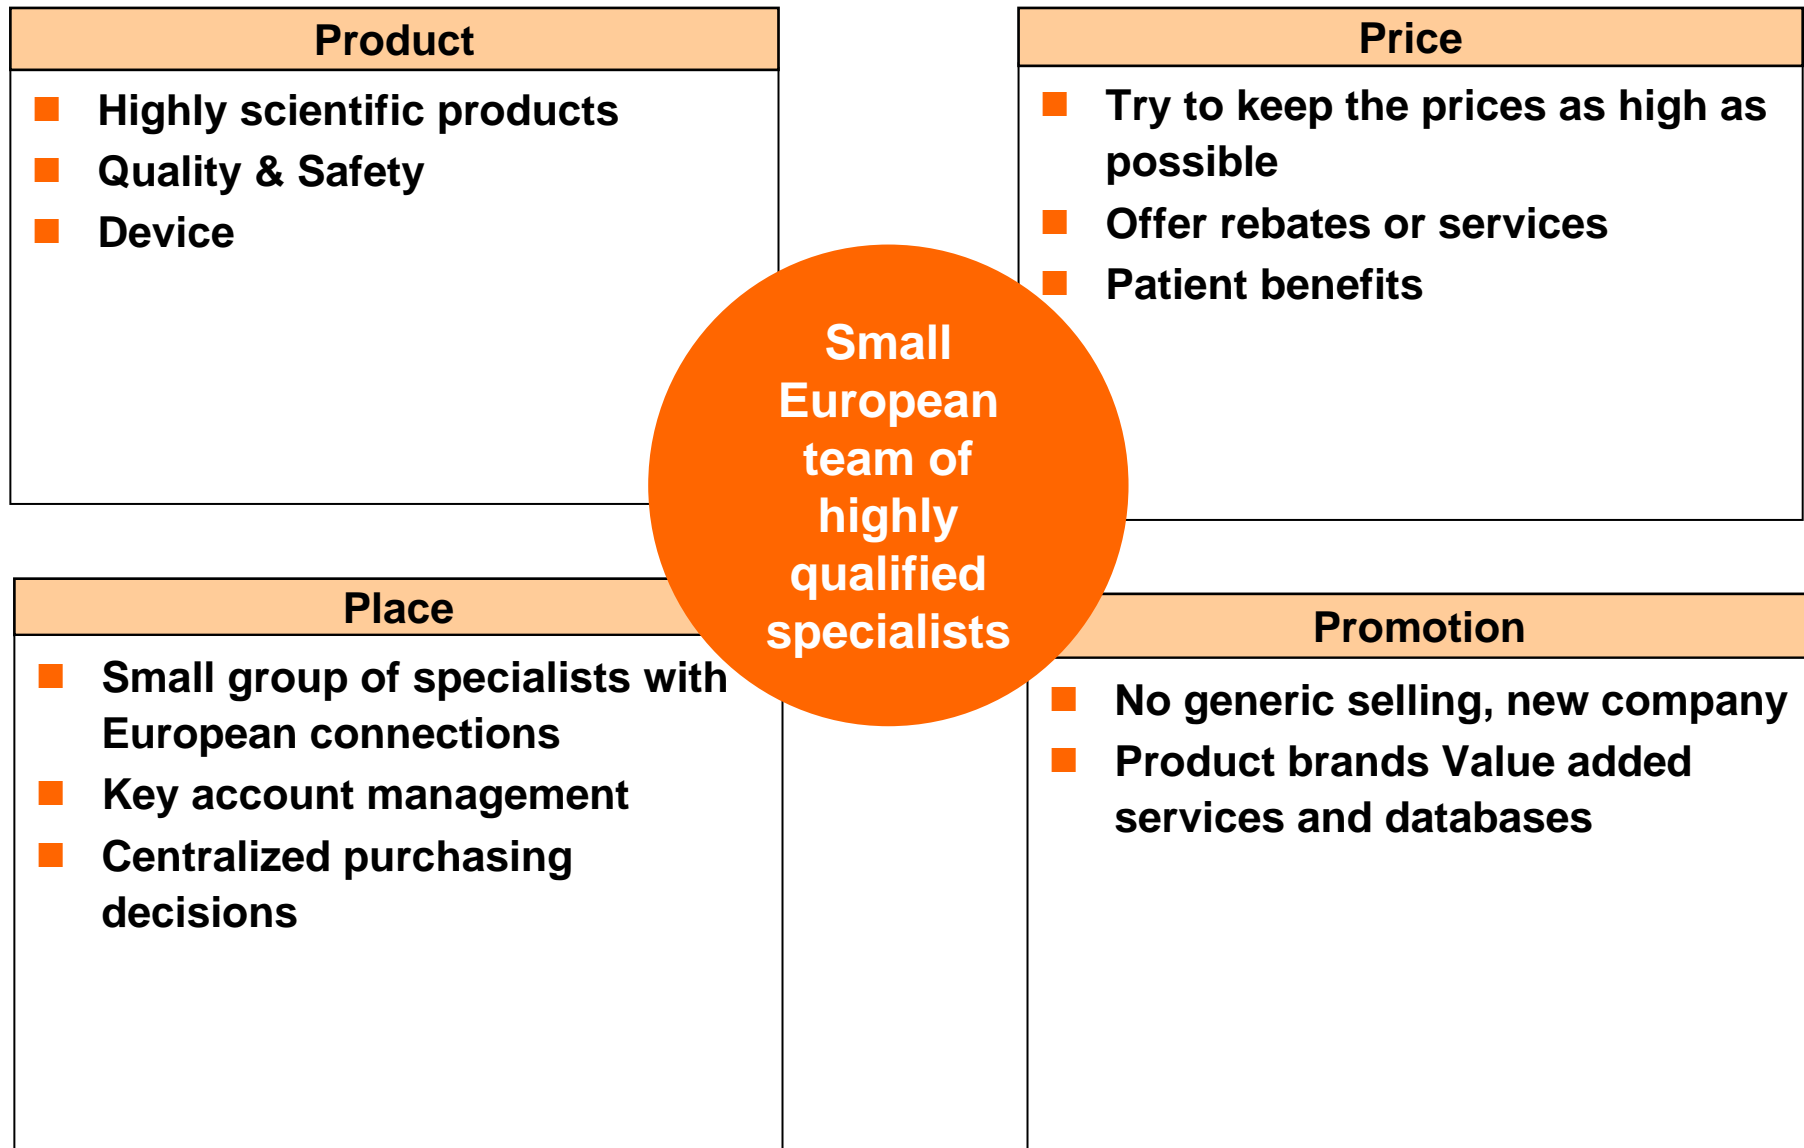 Product
Highly scientific products
Quality & Safety
Device
Price
Try to keep the prices as high as
possible
Offer rebates or services
Patient benefits
Small
European
team of
highly
qualified
specialists
Place
Small group of specialists with
European connections
Key account management
Centralized purchasing
decisions
Promotion
No generic selling, new company
Product brands Value added
services and databases